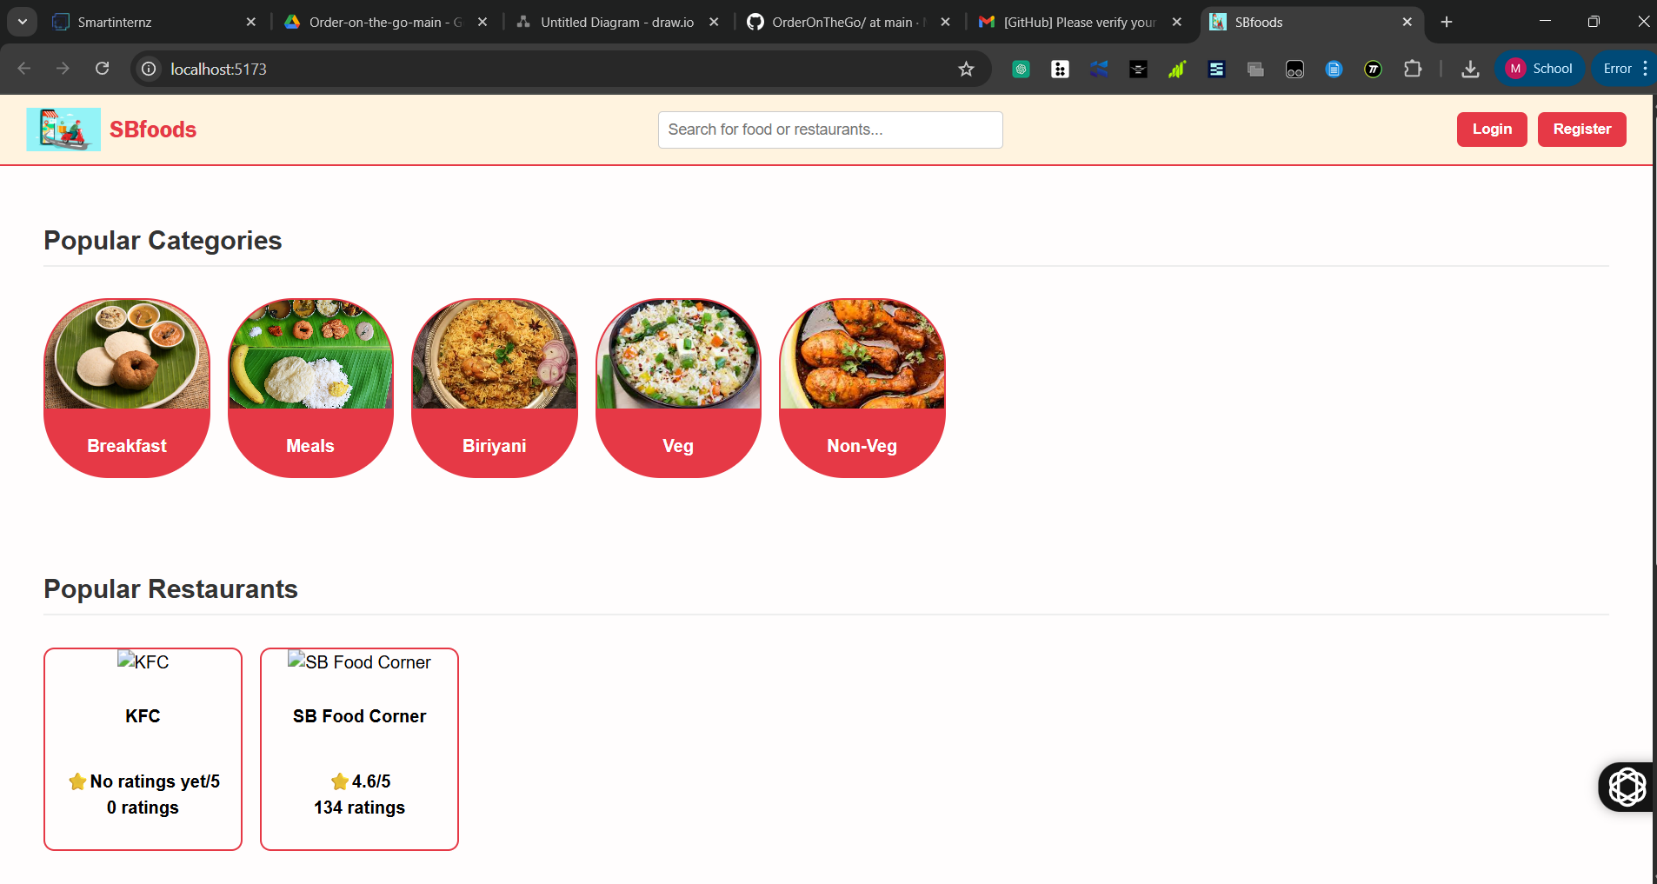 Smartinternz
Order-on-the-go-main - G
Untitled Diagram - draw.io
OrderOnTheGo/ at main ·
[GitHub] Please verify your
SBfoods
localhost:5173
M School
Error
SBfoods
Search for food or restaurants...
Login
Register
Popular Categories
Breakfast
Meals
Biriyani
Veg
Non-Veg
Popular Restaurants
KFC
SB Food Corner
KFC
SB Food Corner
No ratings yet/5
0 ratings
4.6/5
134 ratings